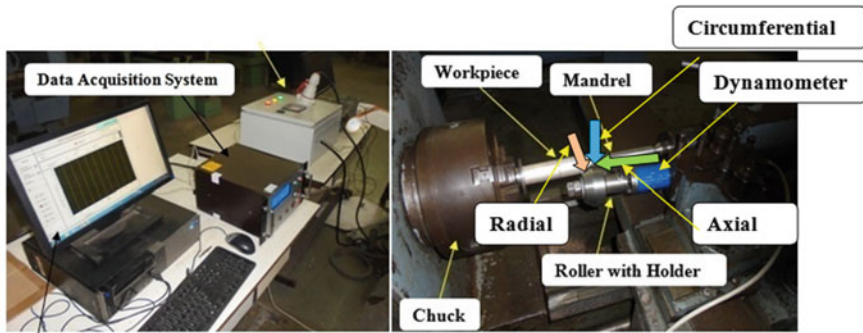 Data Acquisition System
Circumferential
Workpiece
Mandrel
Dynamometer
Radial
Axial
Roller with Holder
Chuck